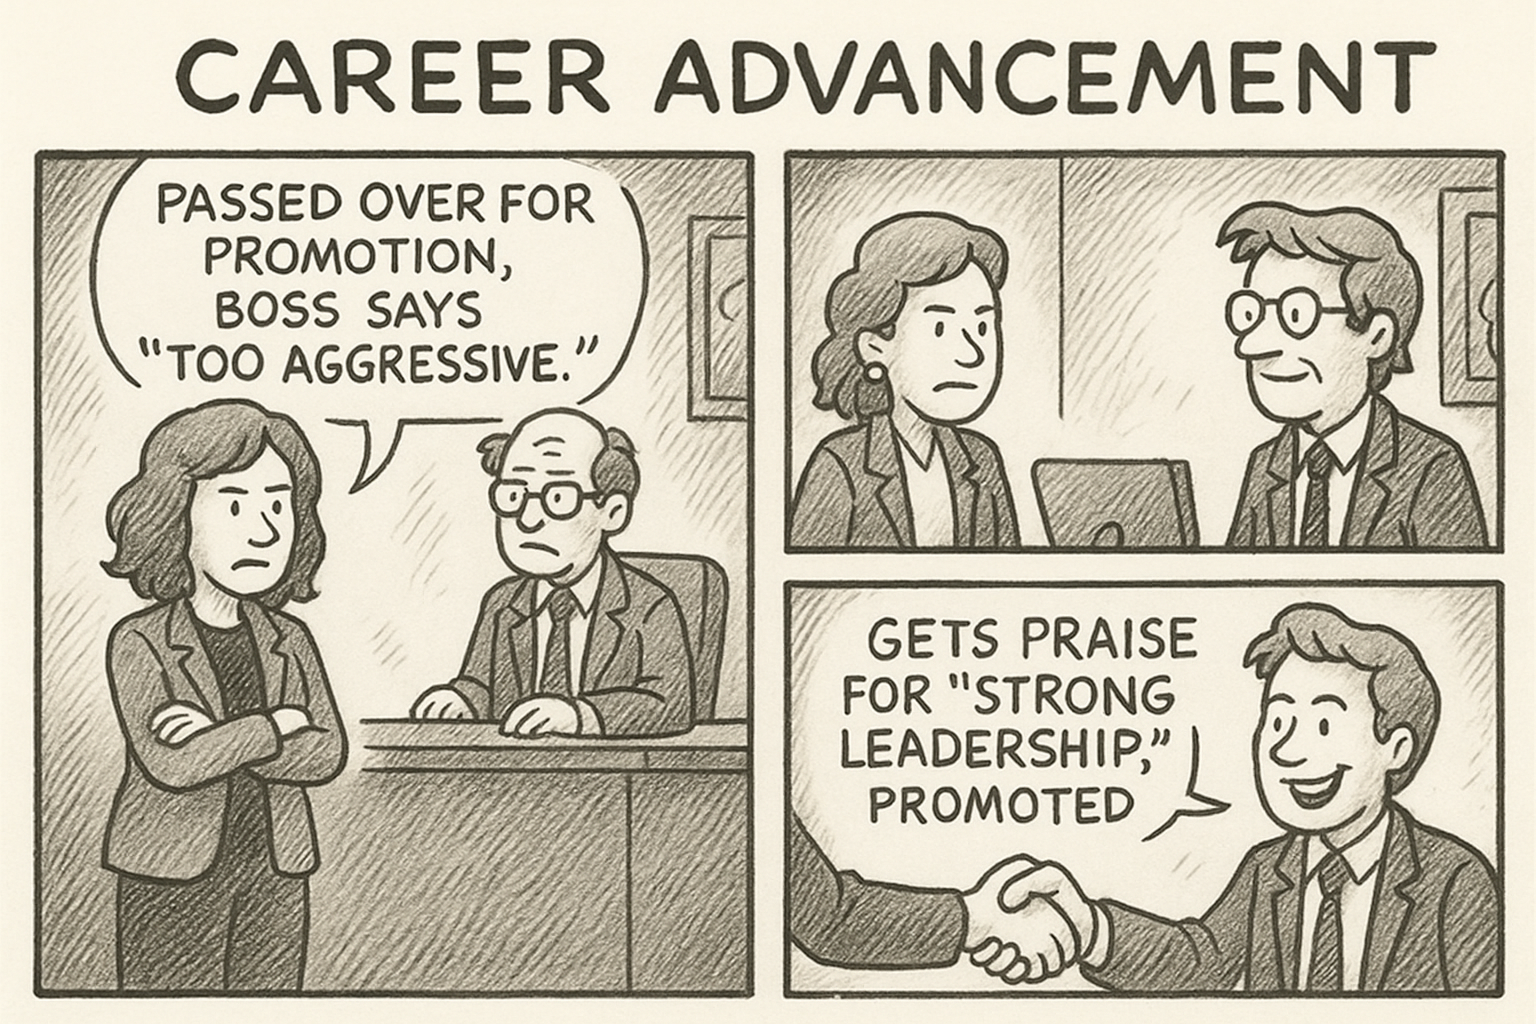 CAREER ADVANCEMENT
PASSED OVER FOR
PROMOTION,
BOSS SAYS
"TOO AGGRESSIVE."
GETS PRAISE
FOR "STRONG
LEADERSHIP,"
PROMOTED